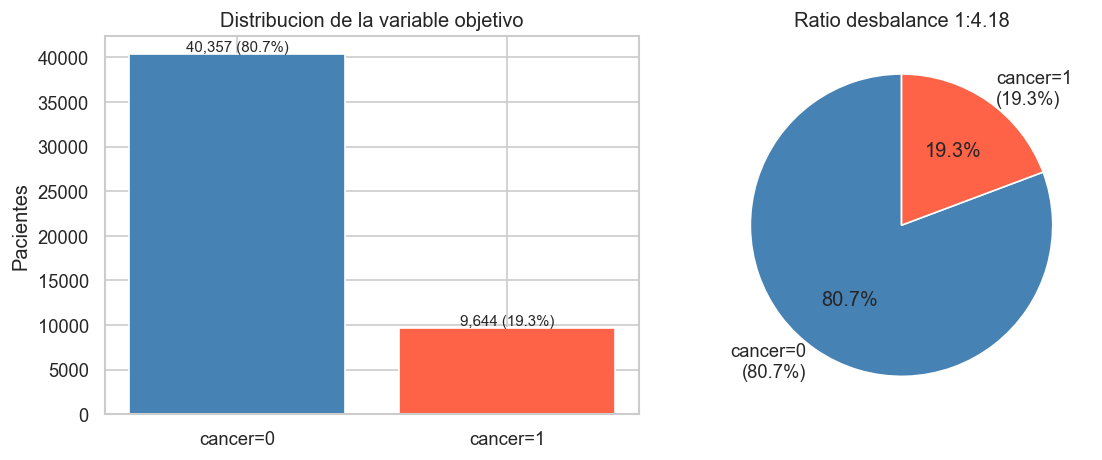 Distribucion de la variable objetivo
40,357 (80.7%)
9,644 (19.3%)
Pacientes
40000
35000
30000
25000
20000
15000
10000
5000
0
cancer=0
cancer=1
Ratio desbalance 1:4.18
cancer=1
(19.3%)
19.3%
80.7%
cancer=0
(80.7%)